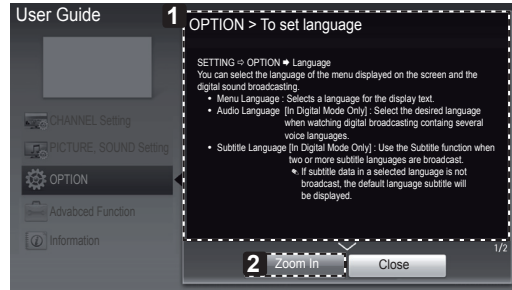 User Guide
1
OPTION > To set language
SETTING ⇨ OPTION ➡ Language
You can select the language of the menu displayed on the screen and the
digital sound broadcasting.
• Menu Language : Selects a language for the display text.
• Audio Language [In Digital Mode Only] : Select the desired language
when watching digital broadcasting containg several
voice languages.
• Subtitle Language [In Digital Mode Only] : Use the Subtitle function when
two or more subtitle languages are broadcast.
✎ If subtitle data in a selected language is not
broadcast, the default language subtitle will
be displayed.
CHANNEL Setting
PICTURE, SOUND Setting
OPTION
Advabced Function
Information
1/2
2
Zoom In
Close